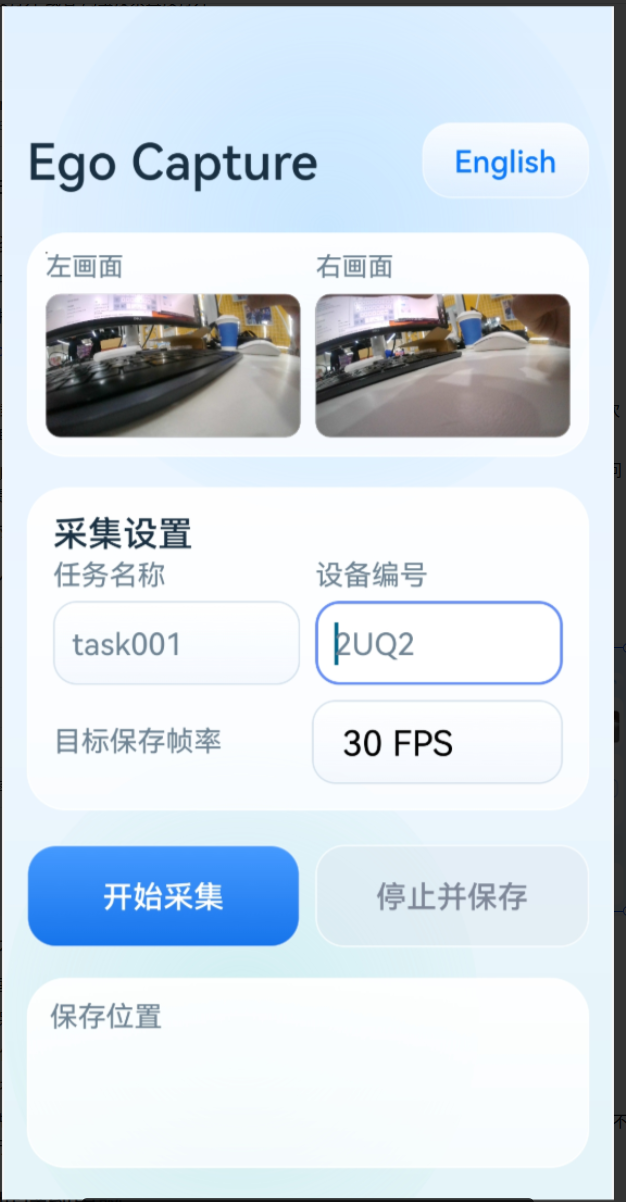 Ego Capture
English
左画面
右画面
采集设置
任务名称
设备编号
task001
2UQ2
目标保存帧率
30 FPS
开始采集
停止并保存
保存位置